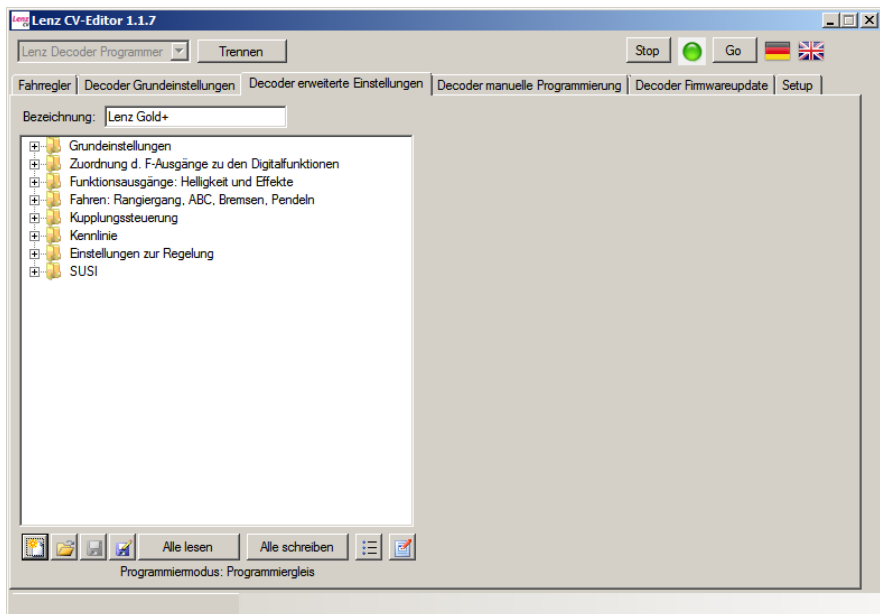 Lenz CV-Editor 1.1.7
Lenz Decoder Programmer Trennen Stop Go
Fahrregler Decoder Grundeinstellungen Decoder erweiterte Einstellungen Decoder manuelle Programmierung Decoder Firmwareupdate Setup
Bezeichnung: Lenz Gold+
Grundeinstellungen
Zuordnung d. F-Ausgänge zu den Digitalfunktionen
Funktionsausgänge: Helligkeit und Effekte
Fahren: Rangiergang, ABC, Bremsen, Pendeln
Kupplungssteuerung
Kennlinie
Einstellungen zur Regelung
SUSI
Alle lesen Alle schreiben
Programmiermodus: Programmiergleis